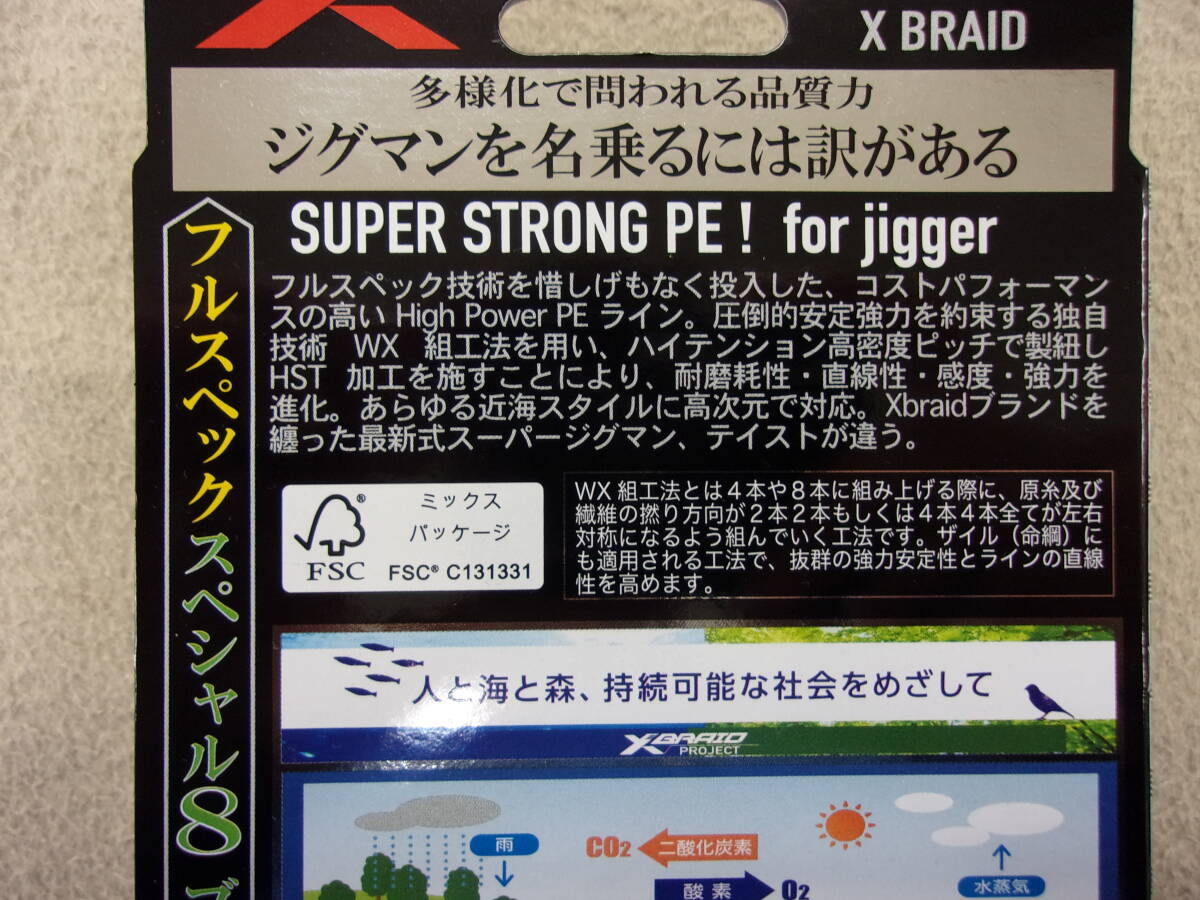 X BRAID
多様化で問われる品質力
ジグマンを名乗るには訳がある
フルスペックスペシャル8ブ
SUPER STRONG PE! for jigger
フルスペック技術を惜しげもなく投入した、コストパフォーマン
スの高い High Power PE ライン。圧倒的安定強力を約束する独自
技術 WX 組工法を用い、ハイテンション高密度ピッチで製紐し
HST 加工を施すことにより、耐磨耗性・直線性・感度・強力を
進化。あらゆる近海スタイルに高次元で対応。Xbraidブランドを
纏った最新式スーパージグマン、テイストが違う。
FSC®
ミックス
パッケージ
FSC® C131331
WX 組工法とは4本や8本に組み上げる際に、原糸及び
繊維の撚り方向が2本2本もしくは4本4本全てが左右
対称になるよう組んでいく工法です。ザイル(命綱)に
も適用される工法で、抜群の強力安定性とラインの直線
性を高めます。
人と海と森、持続可能な社会をめざして
X BRAID
PROJECT
雨
CO2
二酸化炭素
酸素
O2
水蒸気